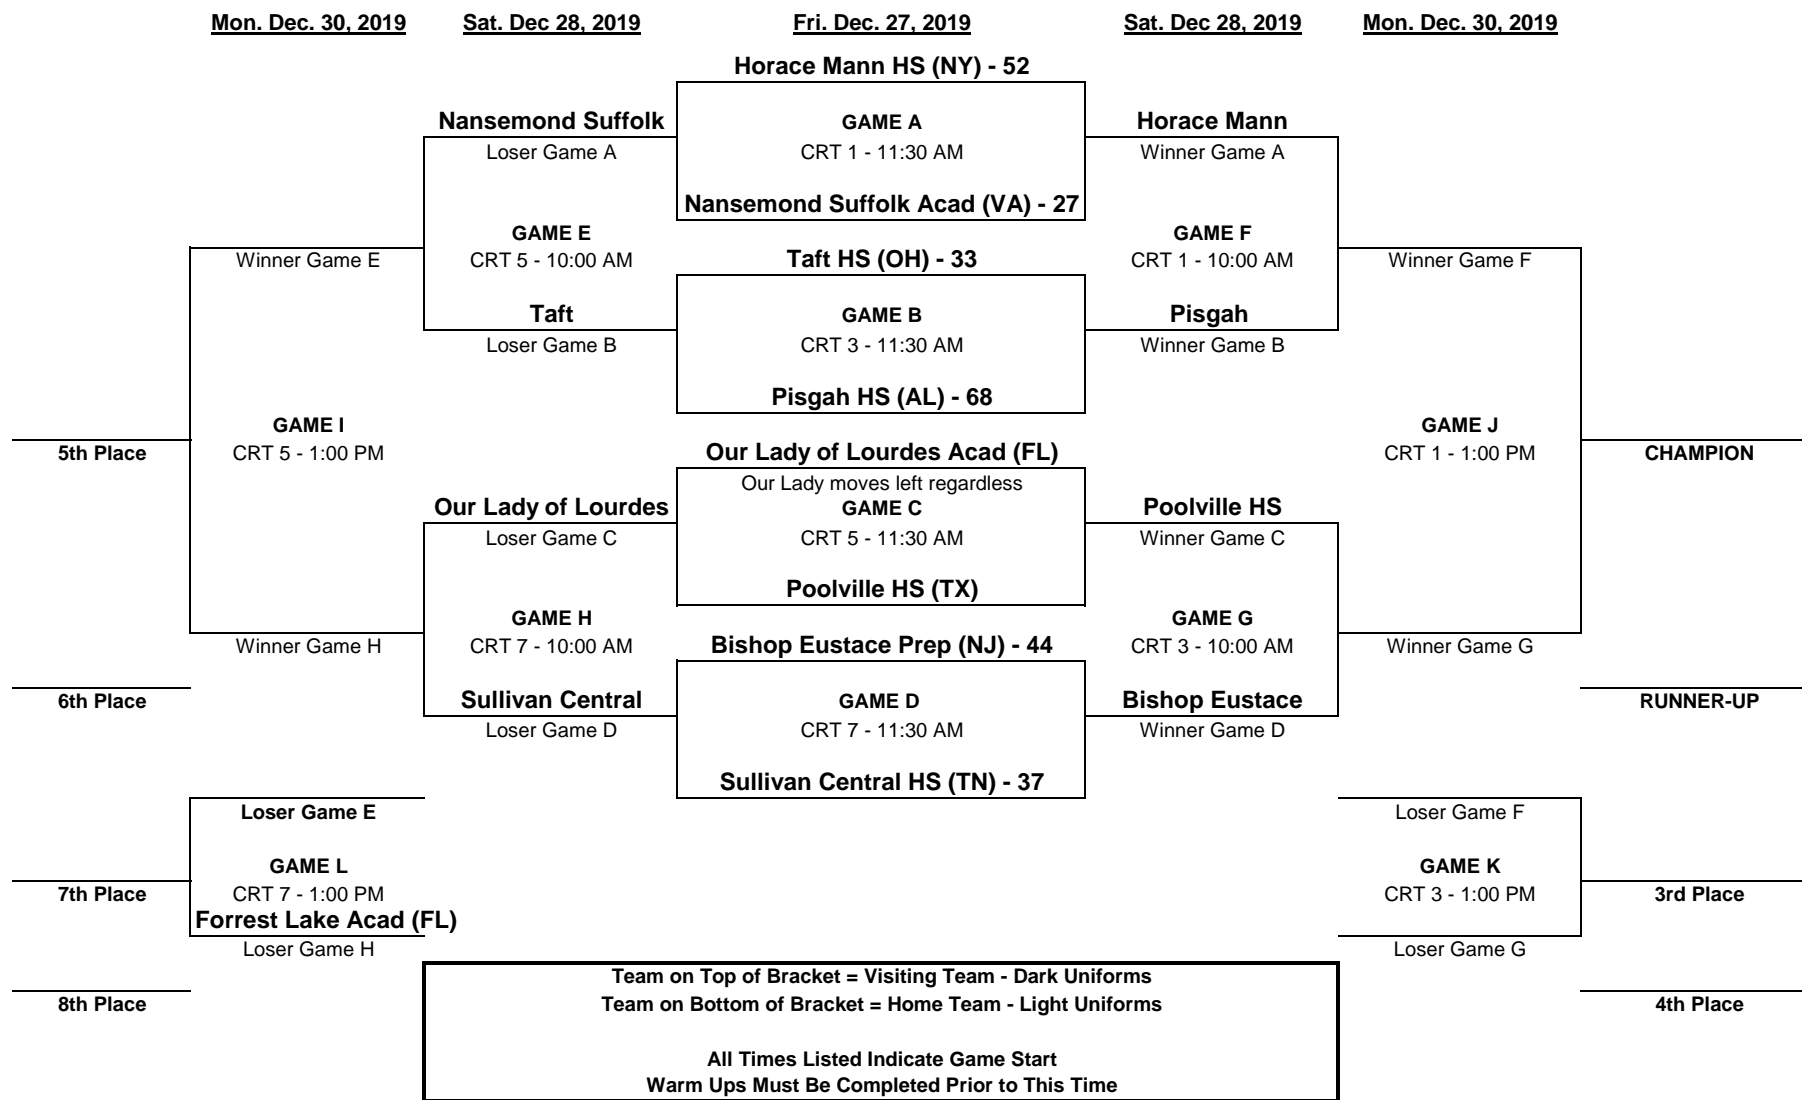 Mon. Dec. 30, 2019
Sat. Dec 28, 2019
Fri. Dec. 27, 2019
Sat. Dec 28, 2019
Mon. Dec. 30, 2019
Horace Mann HS (NY) - 52
Nansemond Suffolk
GAME A
Horace Mann
Loser Game A
CRT 1 - 11:30 AM
Winner Game A
Nansemond Suffolk Acad (VA) - 27
GAME E
GAME F
Winner Game E
CRT 5 - 10:00 AM
Taft HS (OH) - 33
CRT 1 - 10:00 AM
Winner Game F
Taft
GAME B
Pisgah
Loser Game B
CRT 3 - 11:30 AM
Winner Game B
Pisgah HS (AL) - 68
GAME I
GAME J
5th Place
CRT 5 - 1:00 PM
Our Lady of Lourdes Acad (FL)
CRT 1 - 1:00 PM
CHAMPION
Our Lady moves left regardless
Our Lady of Lourdes
GAME C
Poolville HS
Loser Game C
CRT 5 - 11:30 AM
Winner Game C
Poolville HS (TX)
GAME H
GAME G
Winner Game H
CRT 7 - 10:00 AM
Bishop Eustace Prep (NJ) - 44
CRT 3 - 10:00 AM
Winner Game G
6th Place
Sullivan Central
GAME D
Bishop Eustace
RUNNER-UP
Loser Game D
CRT 7 - 11:30 AM
Winner Game D
Sullivan Central HS (TN) - 37
Loser Game E
Loser Game F
GAME L
GAME K
7th Place
CRT 7 - 1:00 PM
CRT 3 - 1:00 PM
3rd Place
Forrest Lake Acad (FL)
Loser Game H
Loser Game G
Team on Top of Bracket = Visiting Team - Dark Uniforms
8th Place
Team on Bottom of Bracket = Home Team - Light Uniforms
4th Place
All Times Listed Indicate Game Start
Warm Ups Must Be Completed Prior to This Time